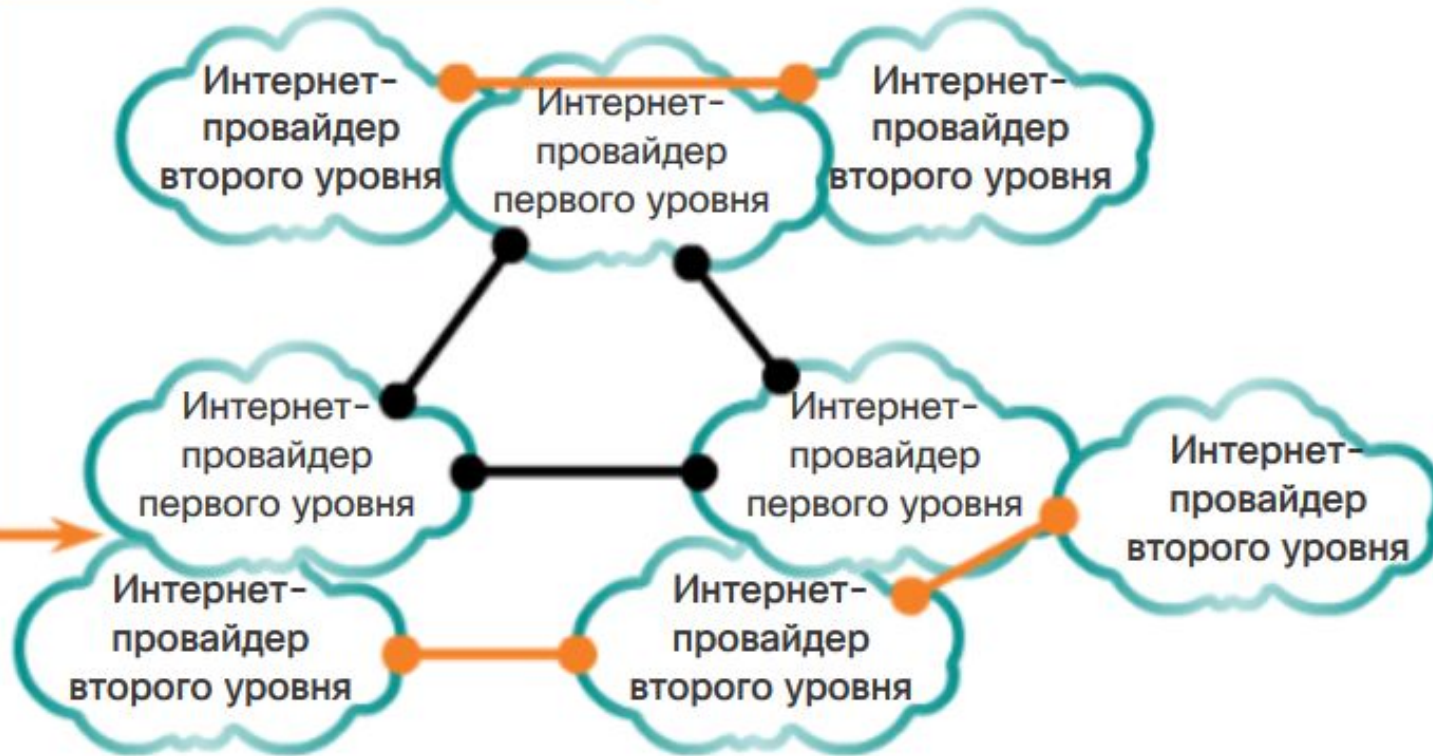 Интернет-
провайдер
второго уровня
Интернет-
провайдер
первого уровня
Интернет-
провайдер
второго уровня
Интернет-
провайдер
первого уровня
Интернет-
провайдер
первого уровня
Интернет-
провайдер
второго уровня
Интернет-
провайдер
второго уровня
Интернет-
провайдер
второго уровня